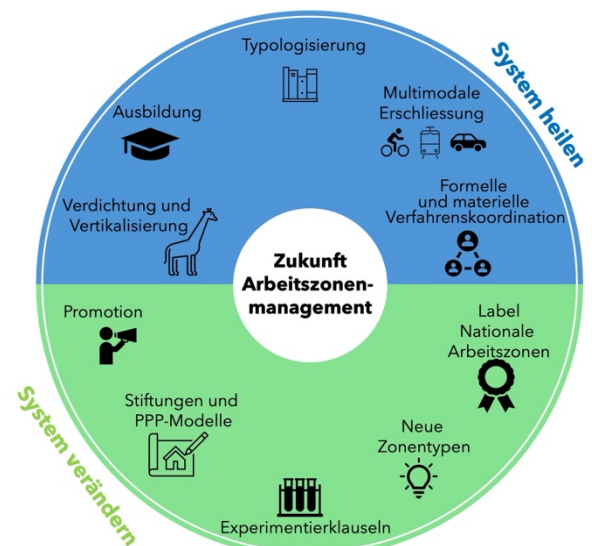 Typologisierung
System heilen
Multimodale
Erschliessung
Ausbildung
Formelle
und materielle
Verfahrenskoordination
Verdichtung und
Vertikalisierung
Zukunft
Arbeitszonen-
management
Promotion
Label
Nationale
Arbeitszonen
Stiftungen und
PPP-Modelle
Neue
Zonentypen
System verändern
Experimentierklauseln